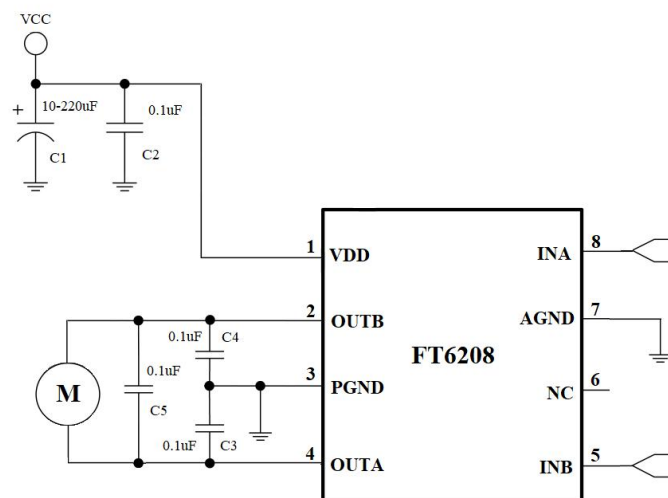 VCC
+
10-220uF
0.1uF
C1
C2
1
VDD
INA
8
2
OUTB
AGND
7
0.1uF
C4
FT6208
0.1uF
M
3
PGND
NC
6
C5
0.1uF
C3
4
OUTA
INB
5